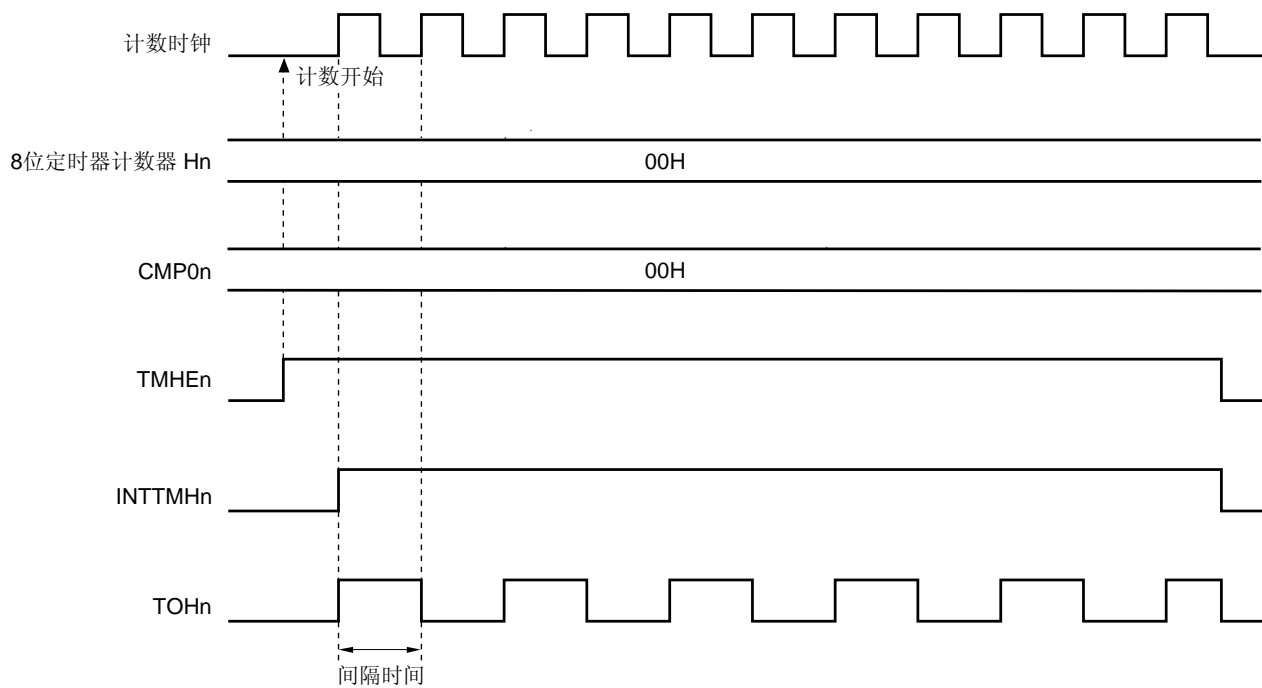 计数时钟
计数开始
8位定时器计数器 Hn
00H
CMP0n
00H
TMHEn
INTTMHn
TOHn
间隔时间